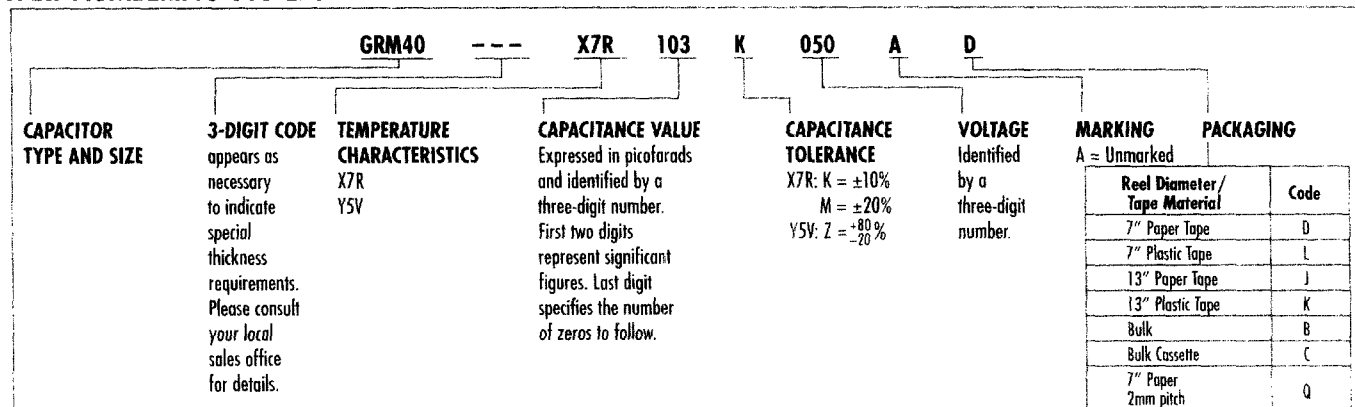 GRM40 --- X7R 103 K 050 A D
CAPACITOR
TYPE AND SIZE
3-DIGIT CODE
appears as
necessary
to indicate
special
thickness
requirements.
Please consult
your local
sales office
for details.
TEMPERATURE
CHARACTERISTICS
X7R
Y5V
CAPACITANCE VALUE
Expressed in picofarads
and identified by a
three-digit number.
First two digits
represent significant
figures. Last digit
specifies the number
of zeros to follow.
CAPACITANCE
TOLERANCE
X7R: K = ±10%
M = ±20%
Y5V: Z = +80 -20 %
VOLTAGE
Identified
by a
three-digit
number.
MARKING
A = Unmarked
PACKAGING
Reel Diameter/
Tape Material Code
7" Paper Tape D
7" Plastic Tape L
13" Paper Tape J
13" Plastic Tape K
Bulk B
Bulk Cassette C
7" Paper
2mm pitch Q